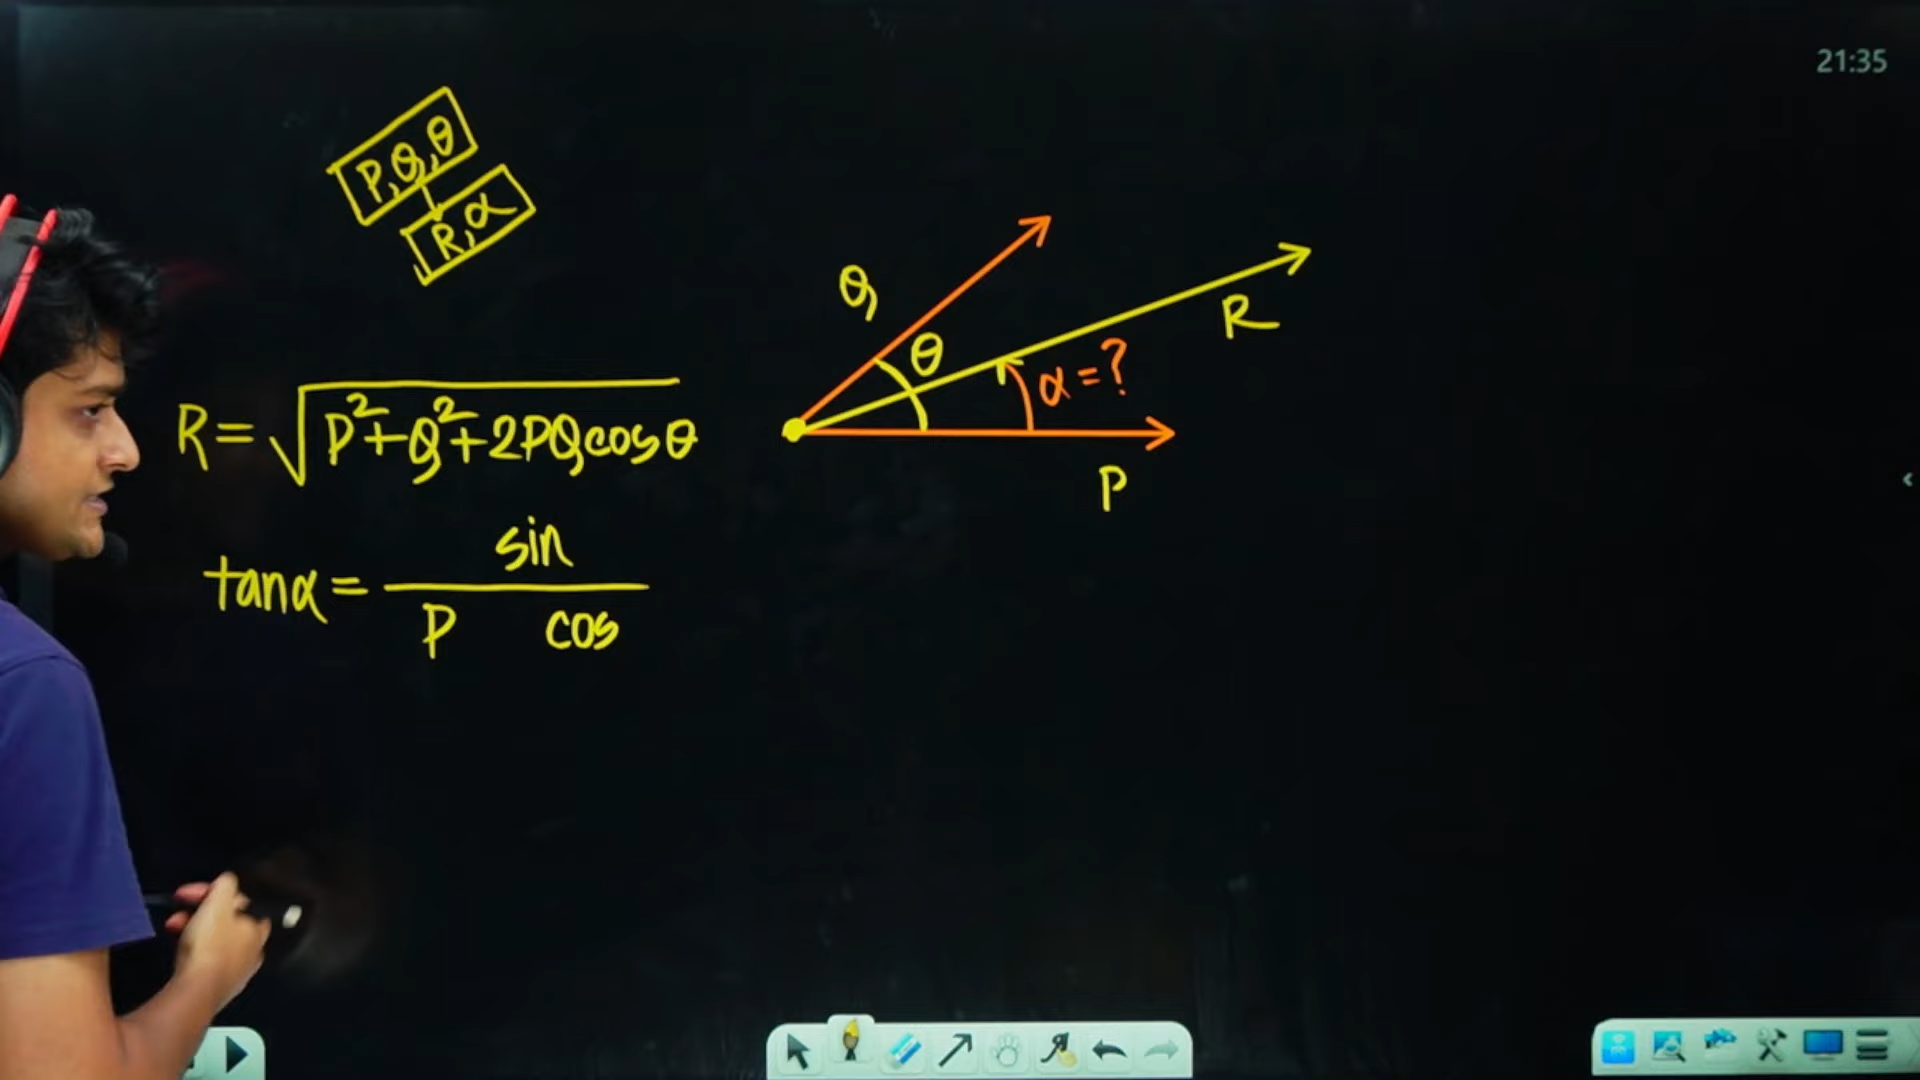 21:35
P,Q,θ
R,α
Q
θ
R
α=?
R=√P²+Q²+2PQcosθ
P
sin
tanα=
P cos